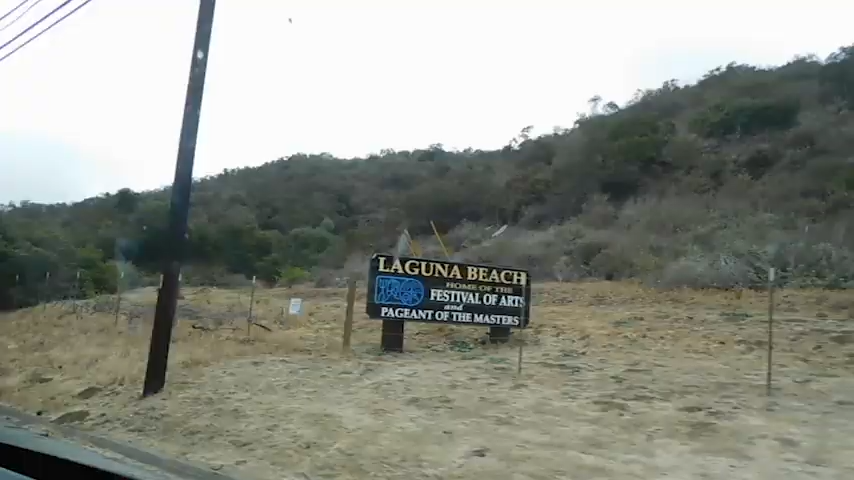 LAGUNA BEACH
HOME OF THE
FESTIVAL OF ARTS
and
PAGEANT OF THE MASTERS